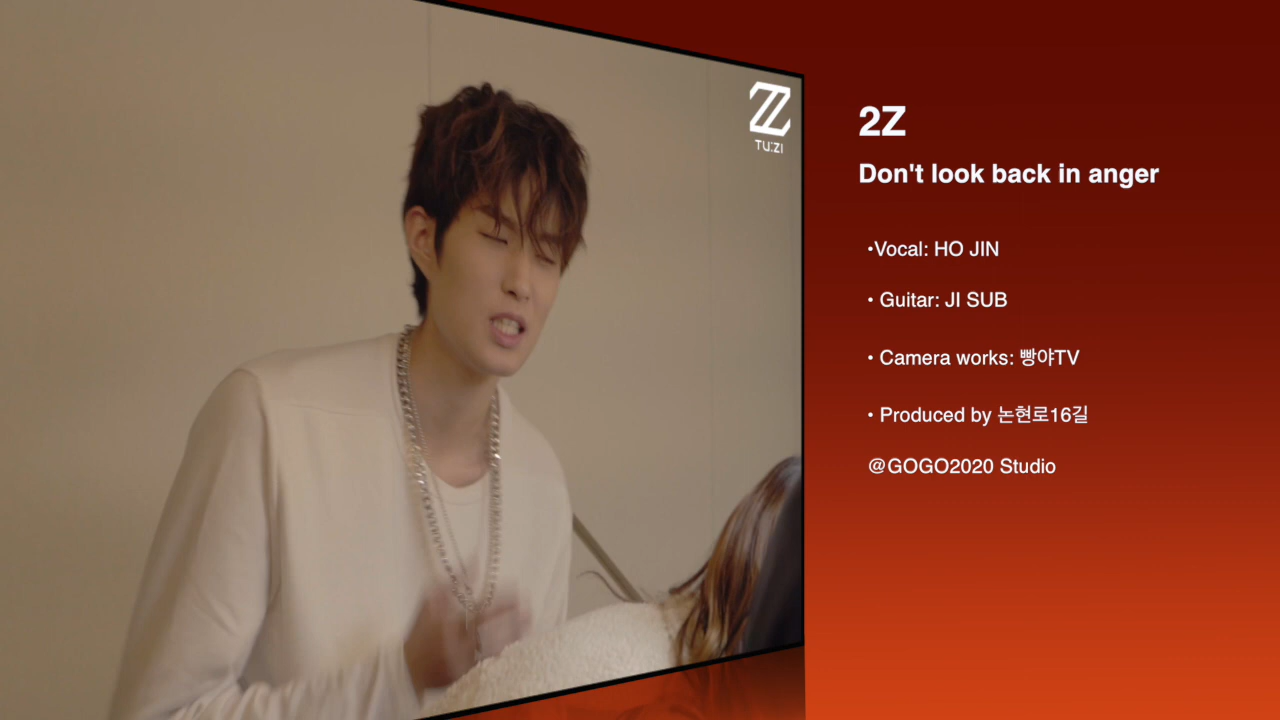 ZZ
TU:ZI
2Z
Don't look back in anger
•Vocal: HO JIN
• Guitar: JI SUB
• Camera works: 빵야TV
• Produced by 논현로16길
@GOGO2020 Studio